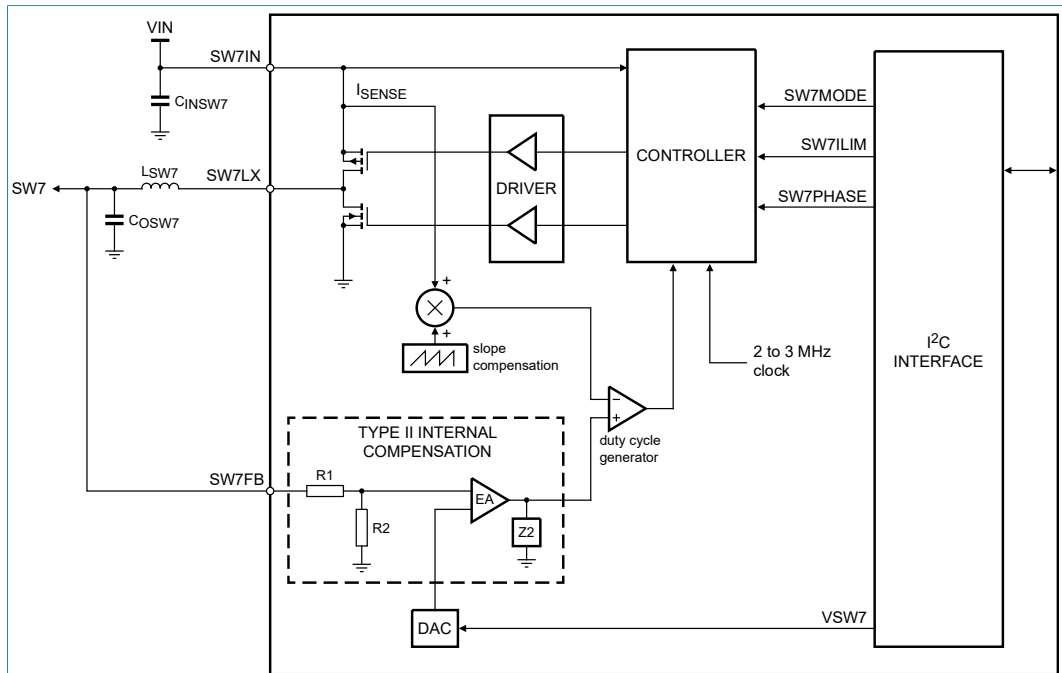 VIN
SW7IN
CINSW7
ISENSE
SW7MODE
CONTROLLER
SW7ILIM
DRIVER
SW7PHASE
LSW7
SW7LX
SW7
COSW7
+
+
slope
compensation
2 to 3 MHz
clock
I2C
INTERFACE
−
+
duty cycle
generator
TYPE II INTERNAL
COMPENSATION
SW7FB
R1
R2
EA
Z2
DAC
VSW7